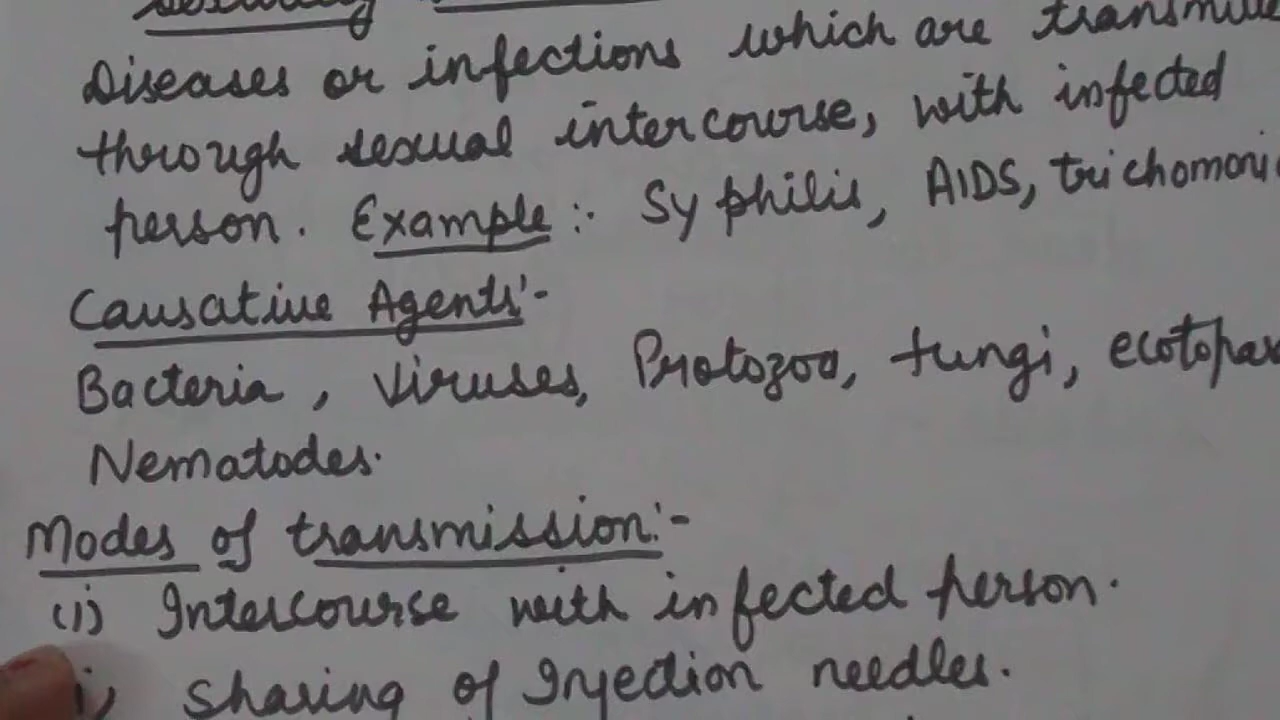 Diseases or infections which are
through sexual intercourse, with infected
person. Example:- Syphilis, AIDS,
Causative Agents:-
Bacteria, Viruses, Protozoa, fungi,
Nematodes.
Modes of transmission:-
(i) Intercourse with infected person.
Sharing of Injection needles.